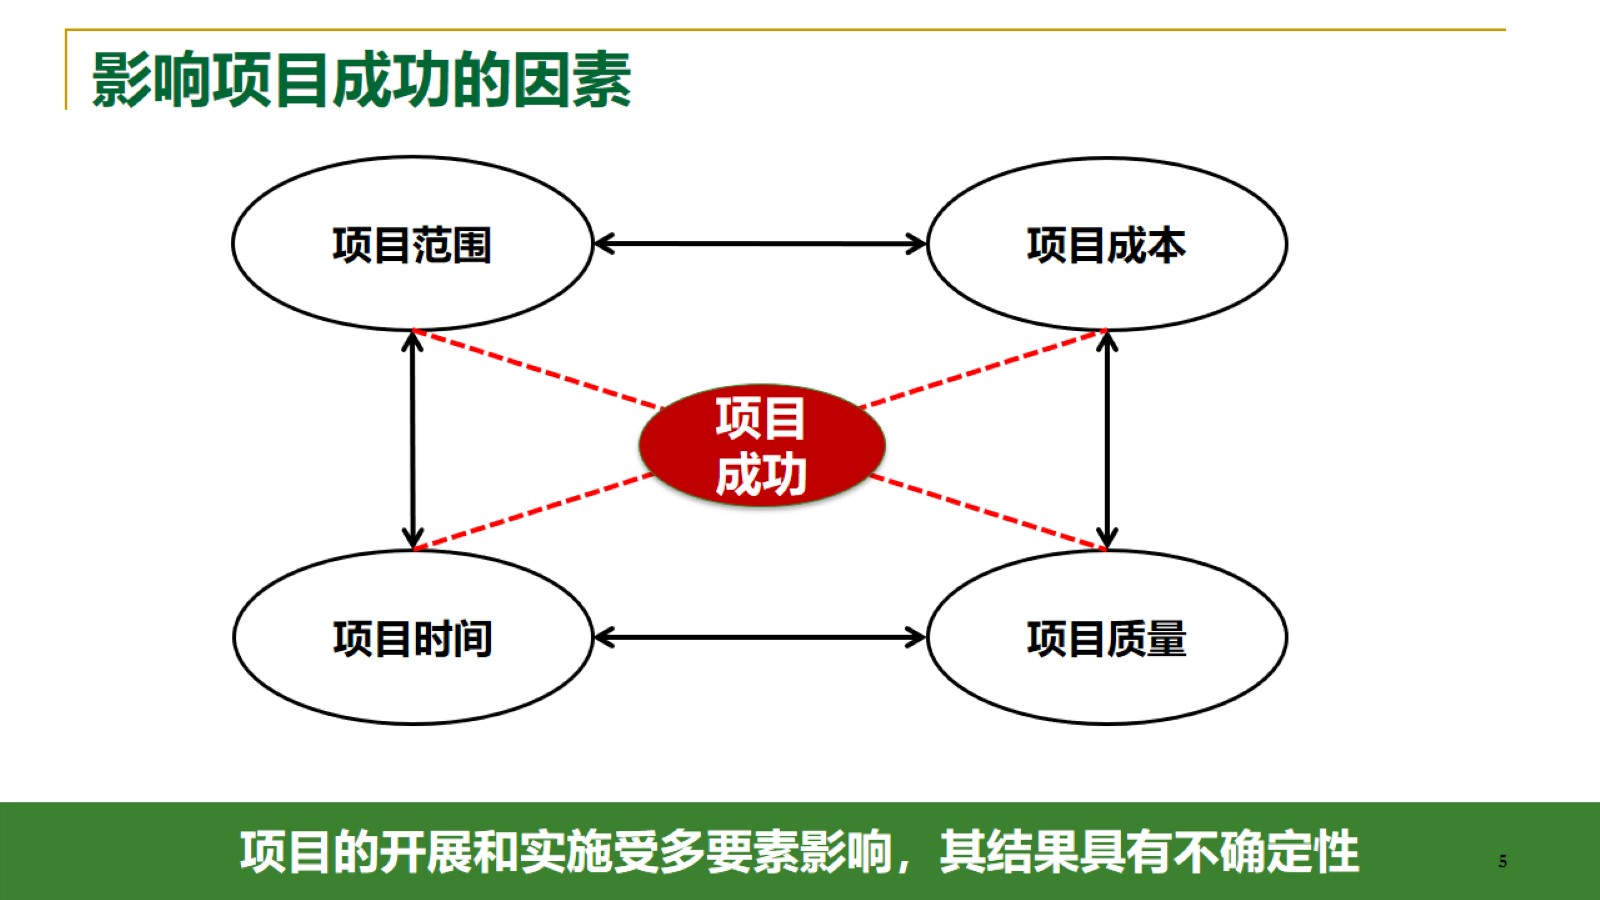 影响项目成功的因素
项目范围
项目成本
项目
成功
项目时间
项目质量
项目的开展和实施受多要素影响，其结果具有不确定性
5